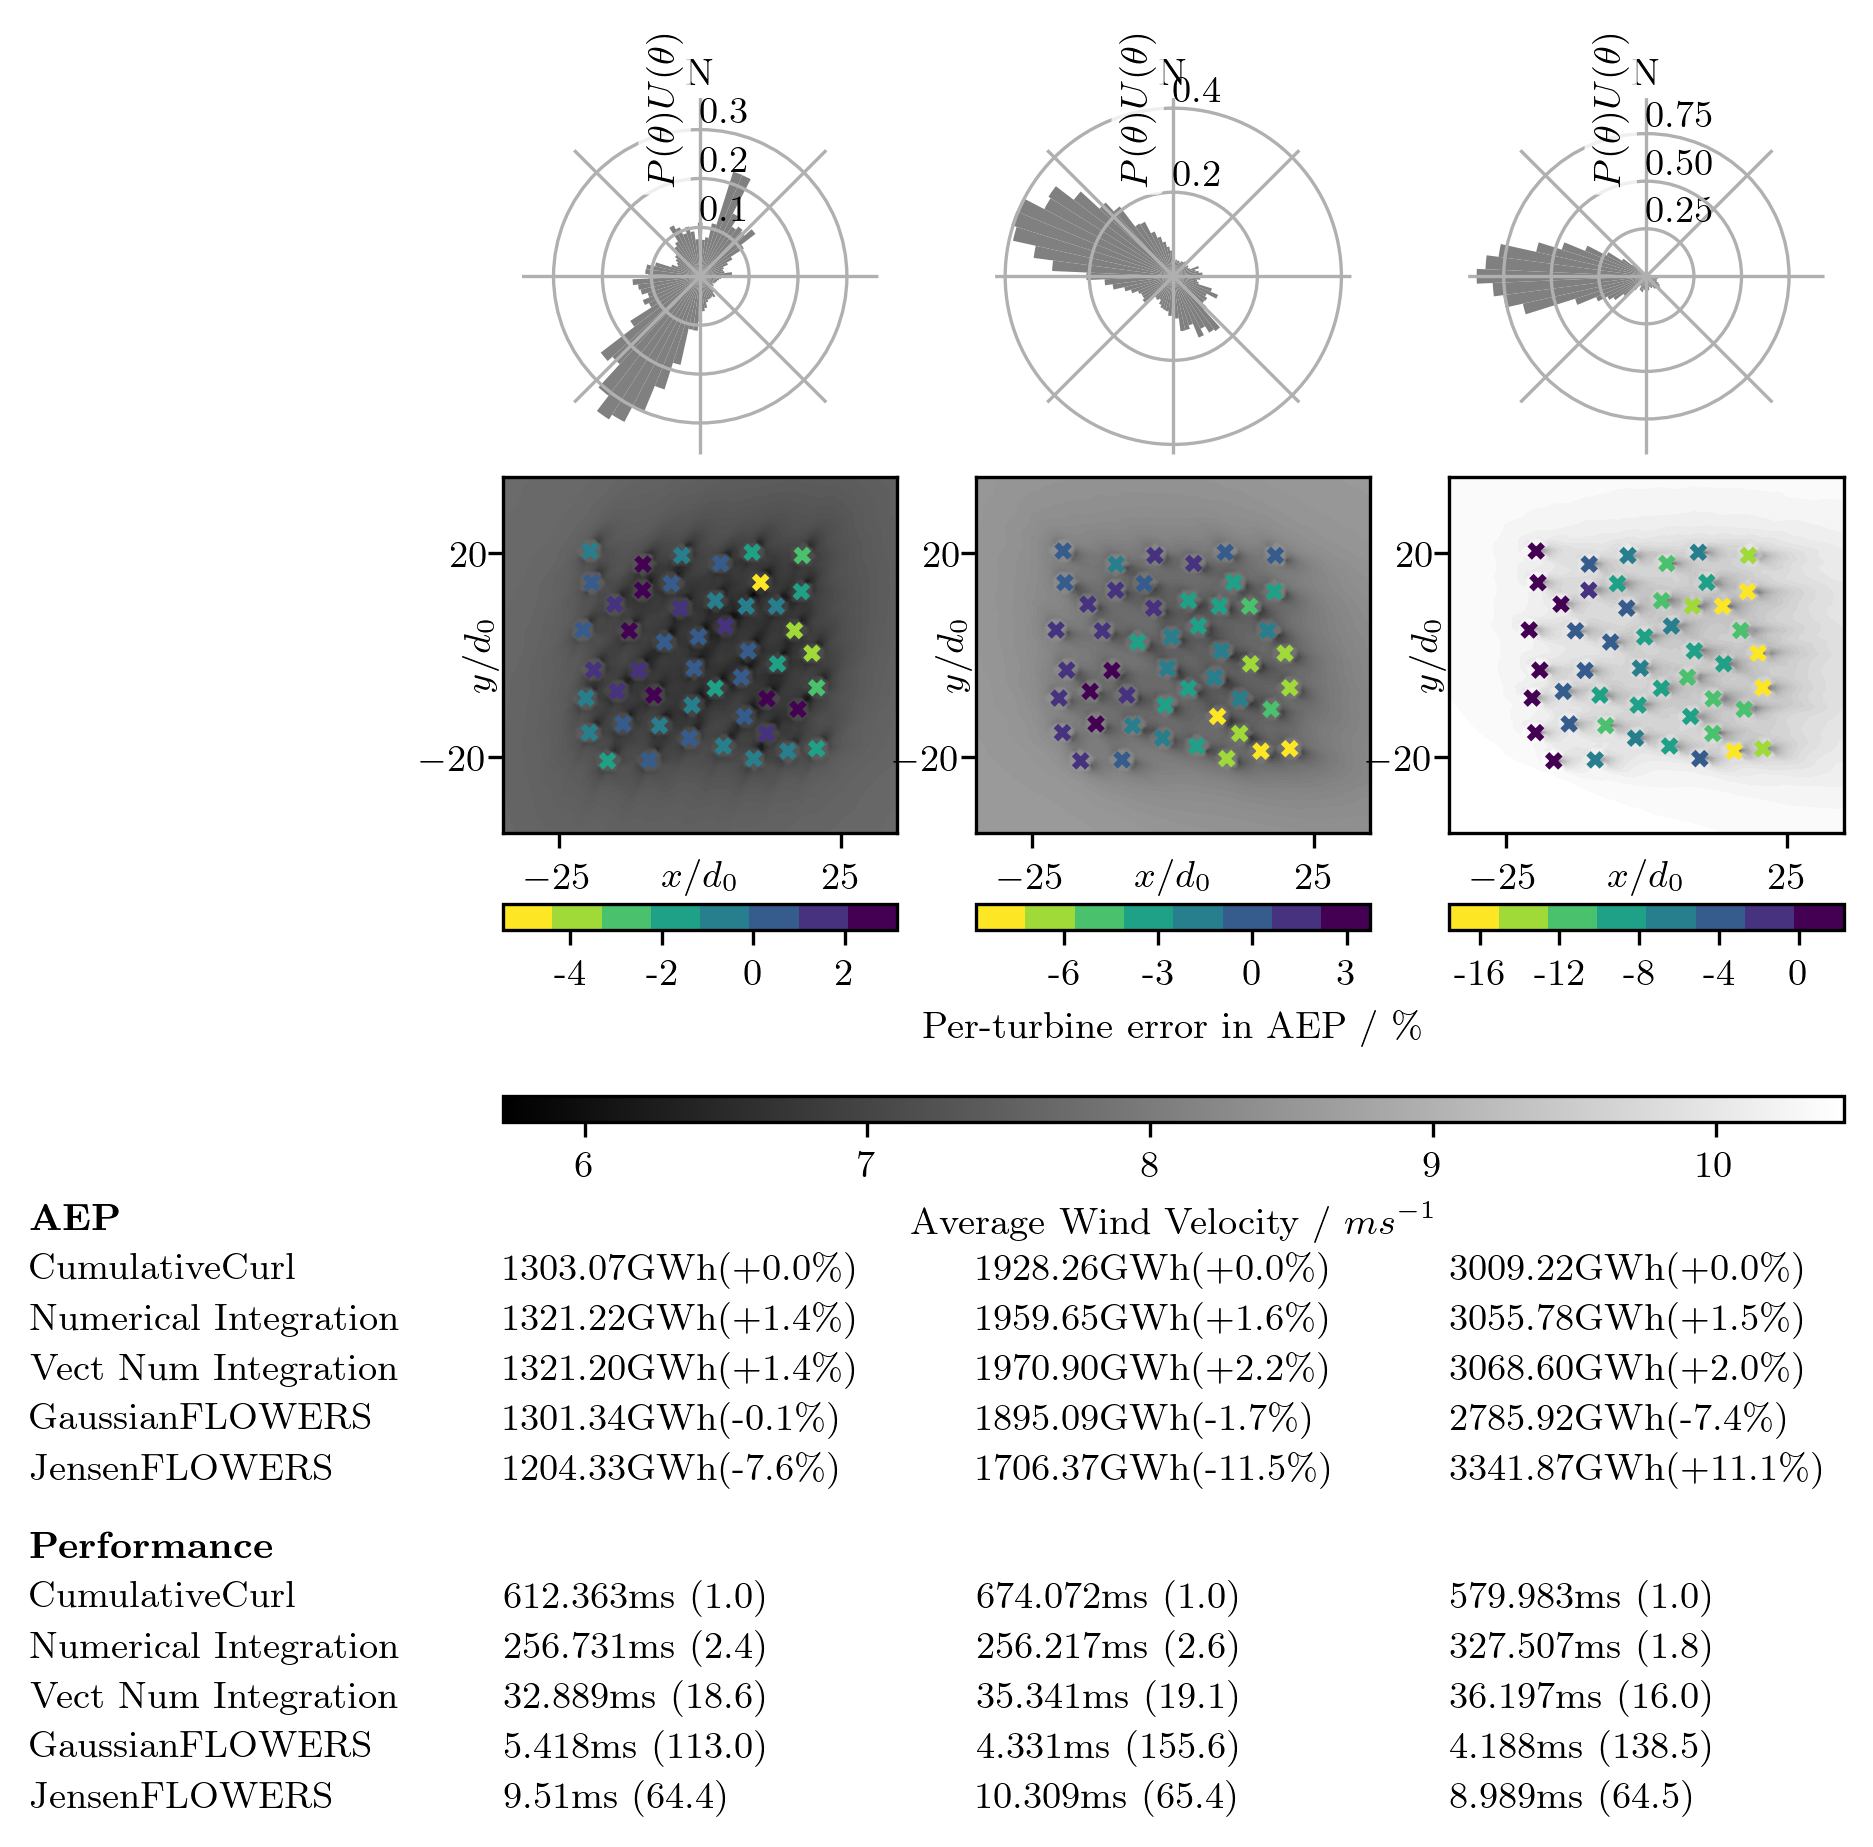 N N N
P(θ)U(θ) P(θ)U(θ) P(θ)U(θ)
0.3 0.4 0.75
0.2 0.2 0.50
0.1 0.25
20 20 20
y/d₀ y/d₀ y/d₀
−20 −20 −20
−25 x/d₀ 25 −25 x/d₀ 25 −25 x/d₀ 25
-4 -2 0 2 -6 -3 0 3 -16 -12 -8 -4 0
Per-turbine error in AEP / %
6 7 8 9 10
Average Wind Velocity / ms⁻¹
AEP
CumulativeCurl 1303.07GWh(+0.0%) 1928.26GWh(+0.0%) 3009.22GWh(+0.0%)
Numerical Integration 1321.22GWh(+1.4%) 1959.65GWh(+1.6%) 3055.78GWh(+1.5%)
Vect Num Integration 1321.20GWh(+1.4%) 1970.90GWh(+2.2%) 3068.60GWh(+2.0%)
GaussianFLOWERS 1301.34GWh(-0.1%) 1895.09GWh(-1.7%) 2785.92GWh(-7.4%)
JensenFLOWERS 1204.33GWh(-7.6%) 1706.37GWh(-11.5%) 3341.87GWh(+11.1%)
Performance
CumulativeCurl 612.363ms (1.0) 674.072ms (1.0) 579.983ms (1.0)
Numerical Integration 256.731ms (2.4) 256.217ms (2.6) 327.507ms (1.8)
Vect Num Integration 32.889ms (18.6) 35.341ms (19.1) 36.197ms (16.0)
GaussianFLOWERS 5.418ms (113.0) 4.331ms (155.6) 4.188ms (138.5)
JensenFLOWERS 9.51ms (64.4) 10.309ms (65.4) 8.989ms (64.5)